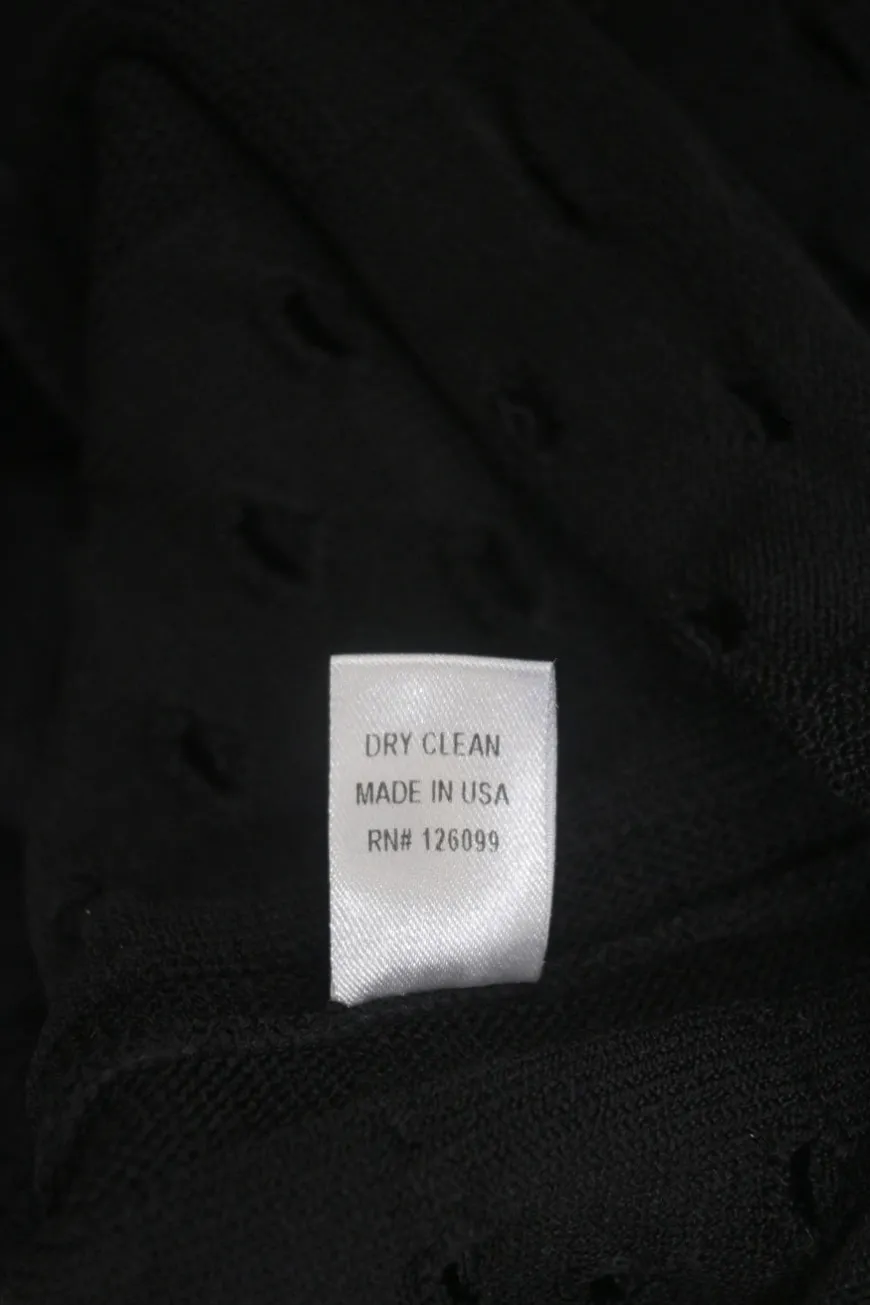 DRY CLEAN
MADE IN USA
RN# 126099